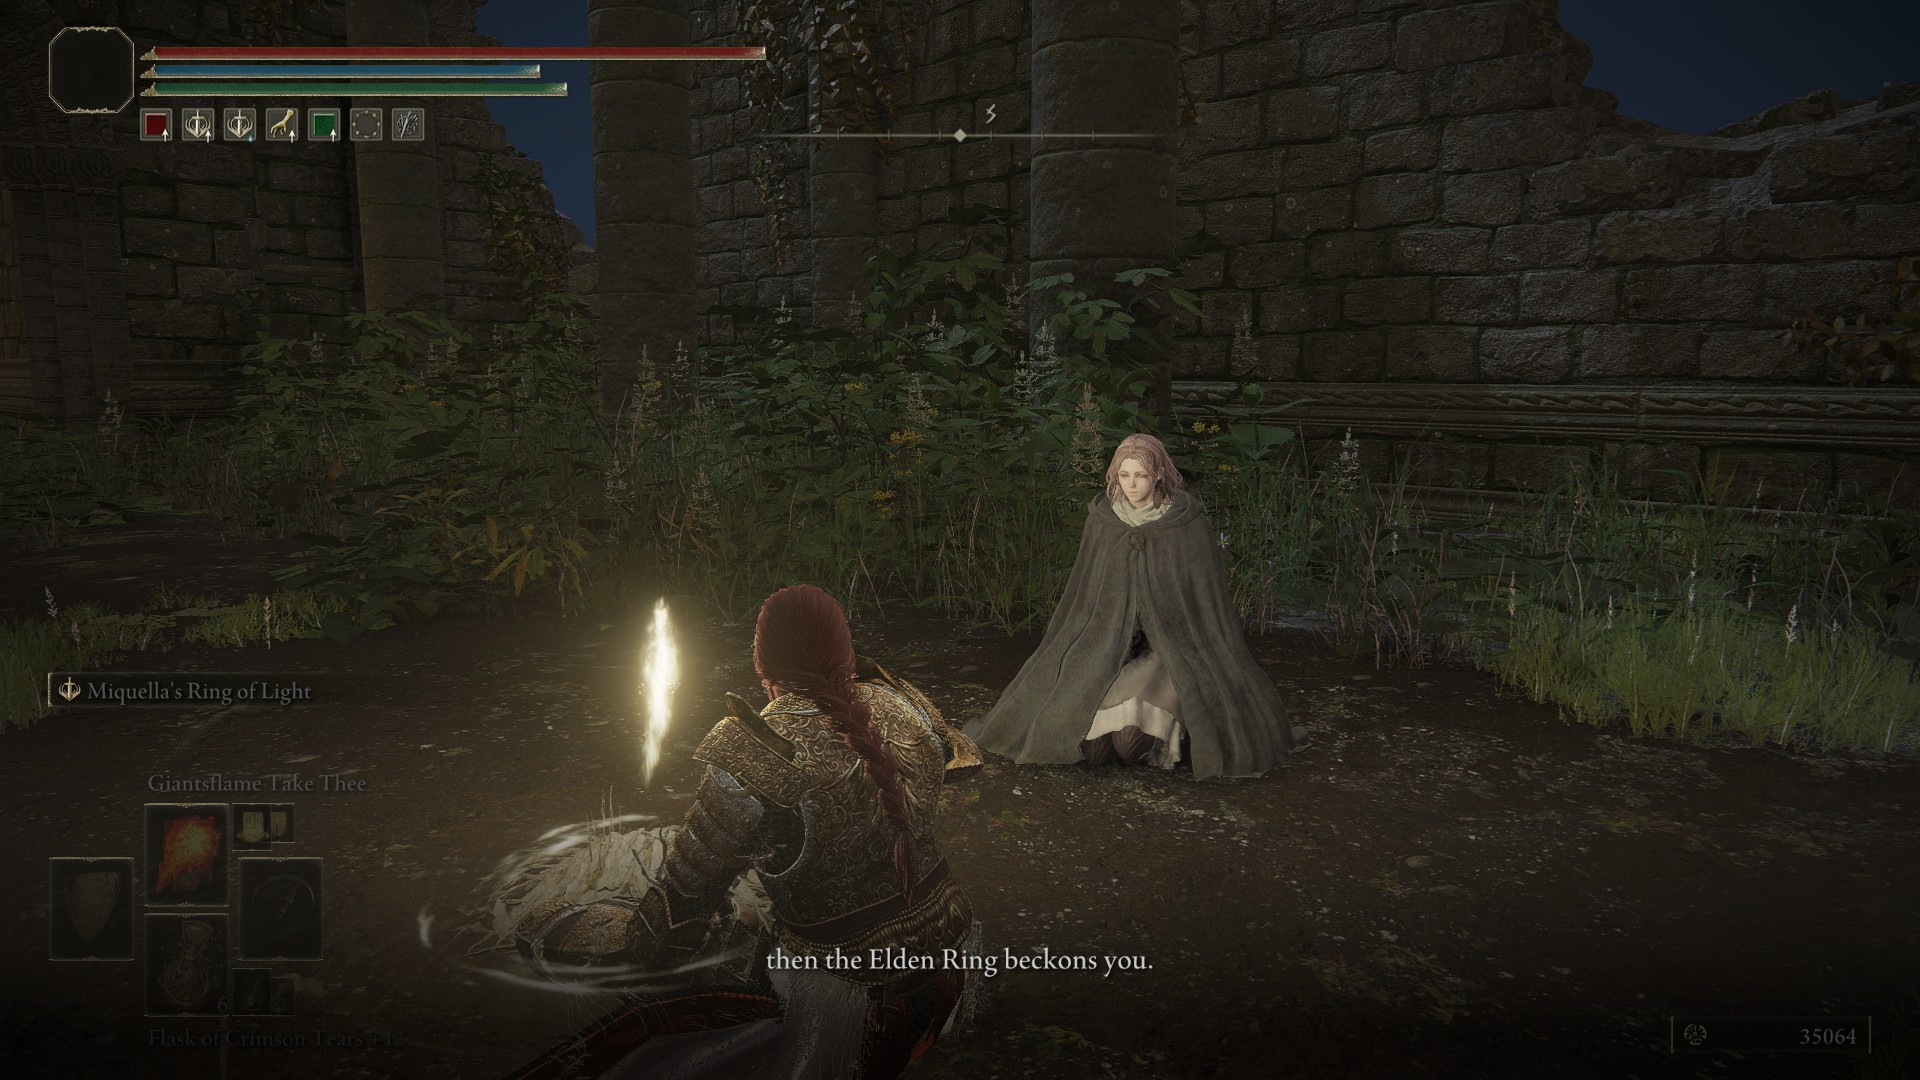 Miquella's Ring of Light
Giantsflame Take Thee
6
Flask of Crimson Tears +12
then the Elden Ring beckons you.
35064